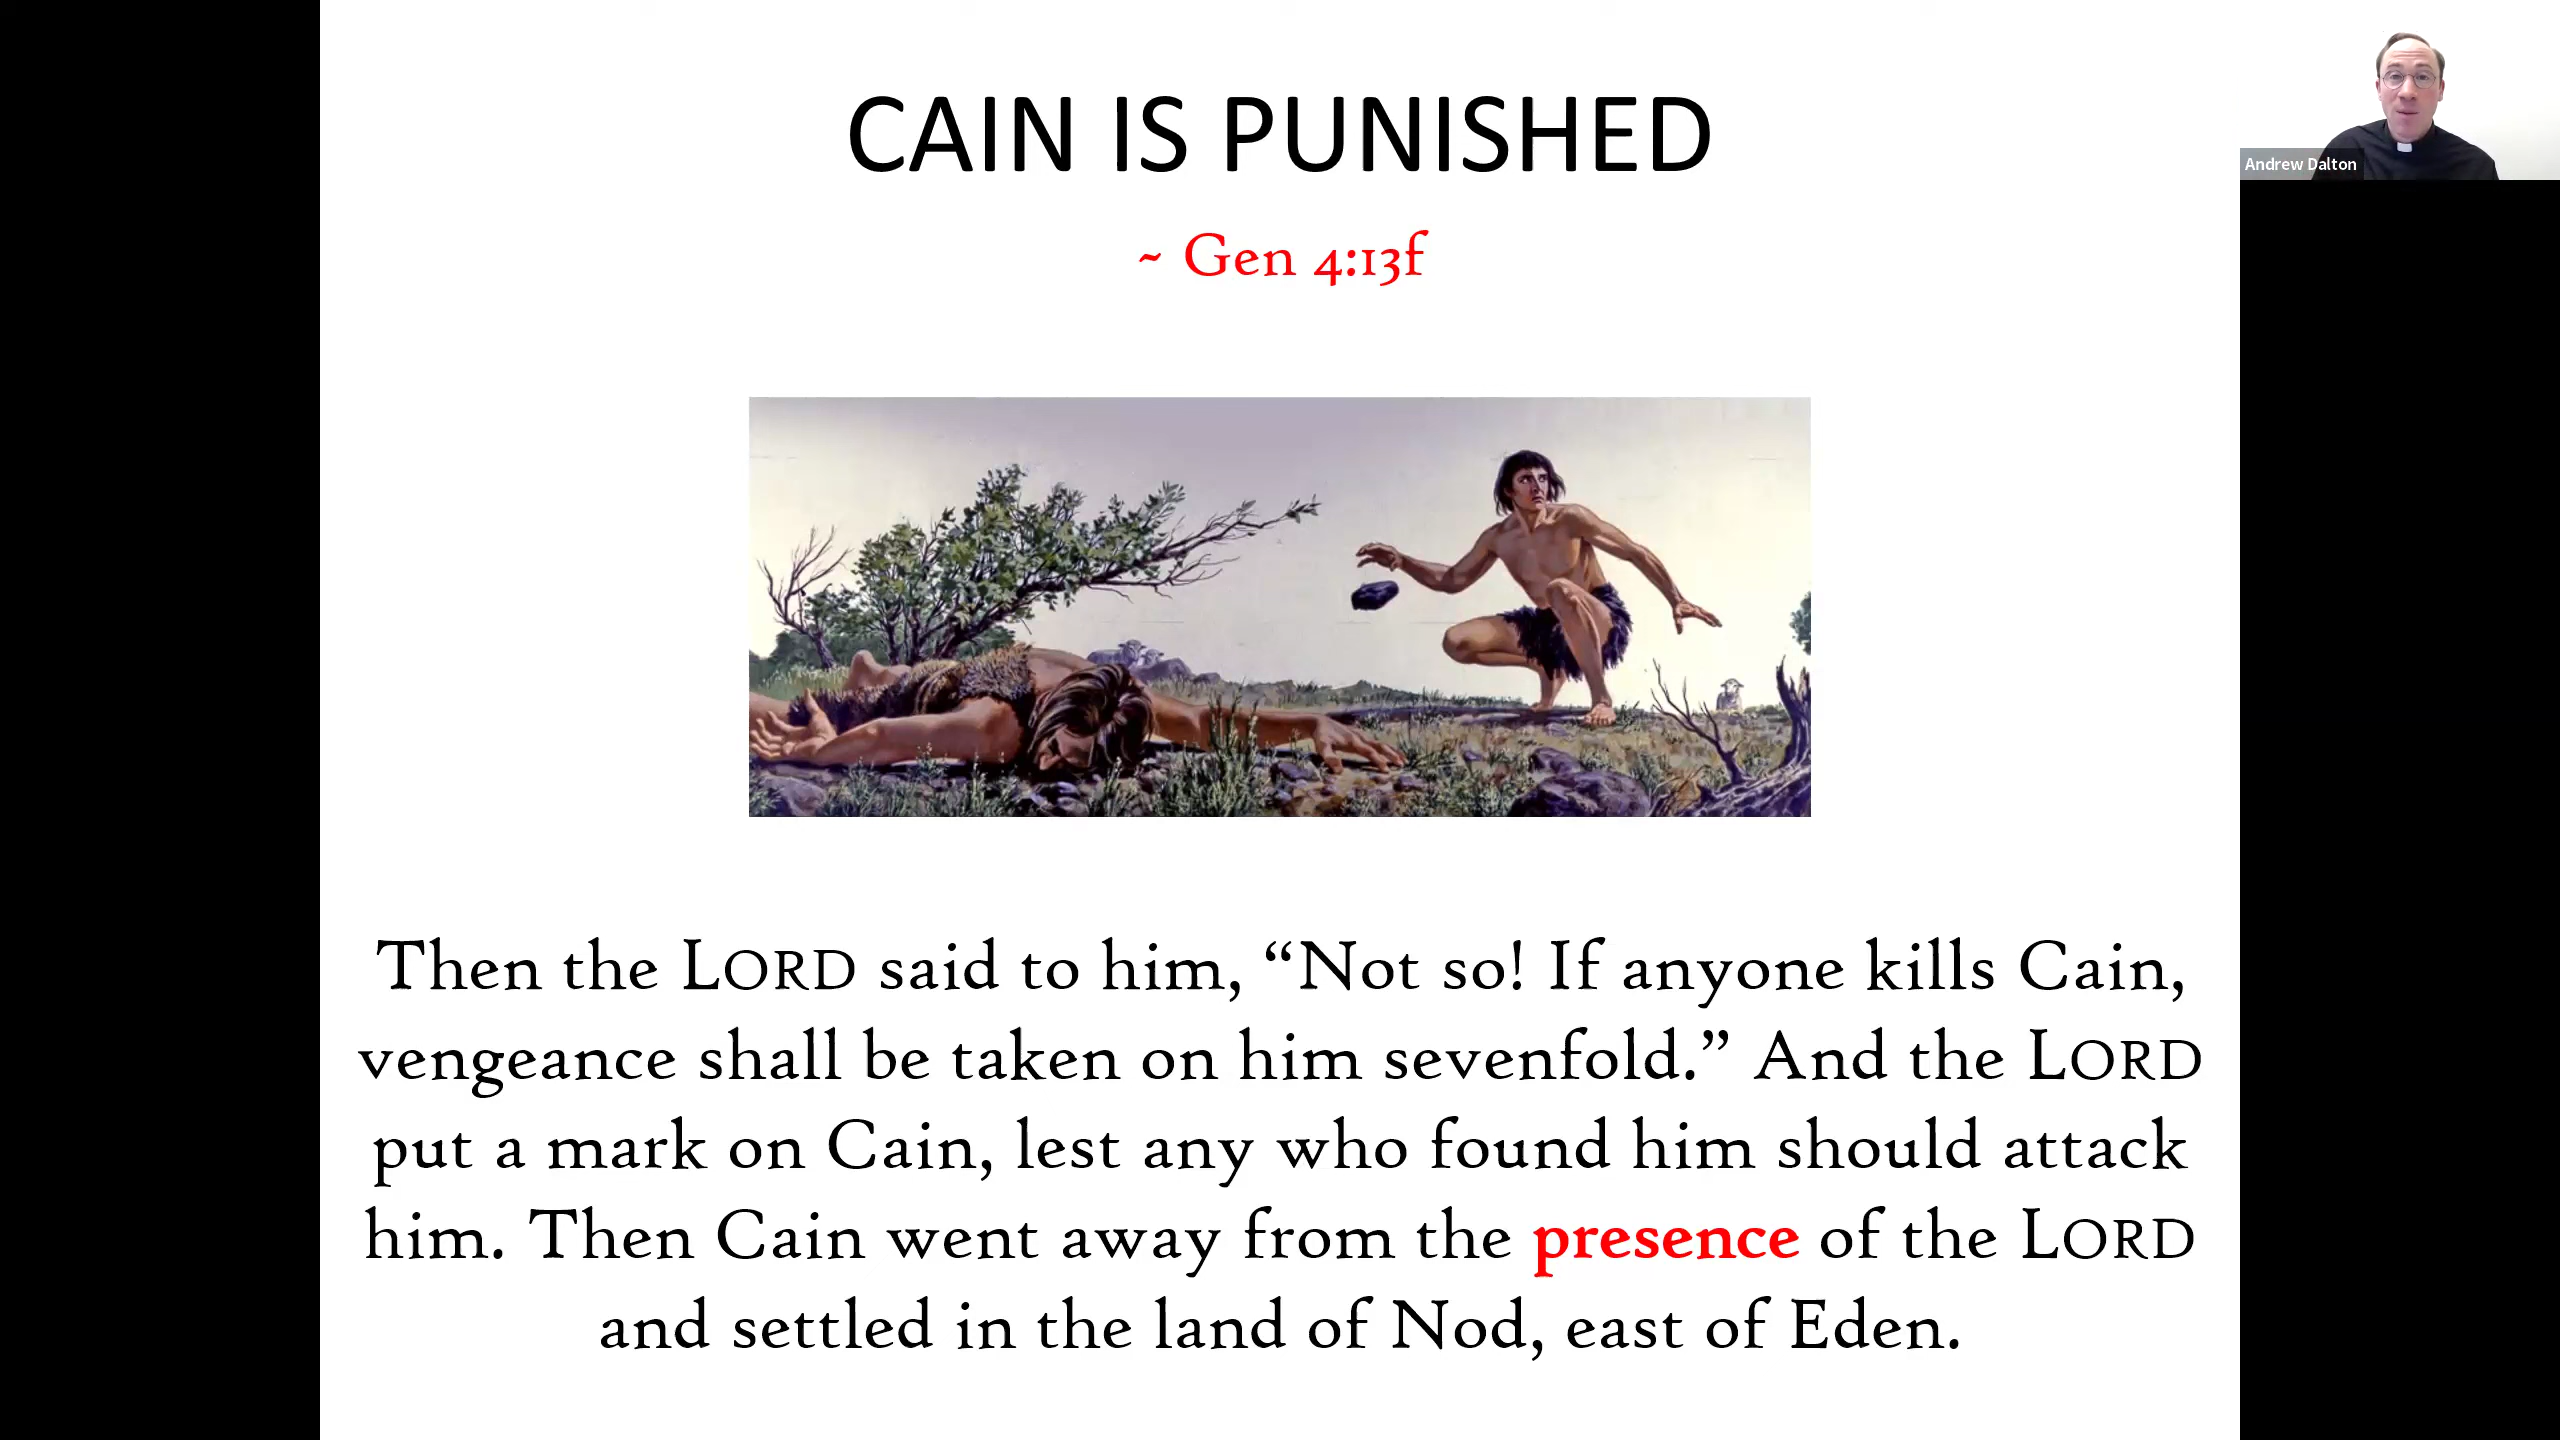 CAIN IS PUNISHED
~ Gen 4:13f
Andrew Dalton
Then the LORD said to him, “Not so! If anyone kills Cain,
vengeance shall be taken on him sevenfold.” And the LORD
put a mark on Cain, lest any who found him should attack
him. Then Cain went away from the presence of the LORD
and settled in the land of Nod, east of Eden.